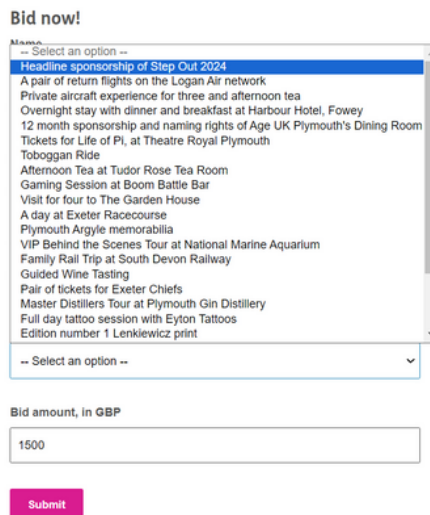 Bid now!
Name
-- Select an option --
Headline sponsorship of Step Out 2024
A pair of return flights on the Logan Air network
Private aircraft experience for three and afternoon tea
Overnight stay with dinner and breakfast at Harbour Hotel, Fowey
12 month sponsorship and naming rights of Age UK Plymouth's Dining Room
Tickets for Life of Pi, at Theatre Royal Plymouth
Toboggan Ride
Afternoon Tea at Tudor Rose Tea Room
Gaming Session at Boom Battle Bar
Visit for four to The Garden House
A day at Exeter Racecourse
Plymouth Argyle memorabilia
VIP Behind the Scenes Tour at National Marine Aquarium
Family Rail Trip at South Devon Railway
Guided Wine Tasting
Pair of tickets for Exeter Chiefs
Master Distillers Tour at Plymouth Gin Distillery
Full day tattoo session with Eyton Tattoos
Edition number 1 Lenkiewicz print
-- Select an option --
Bid amount, in GBP
1500
Submit